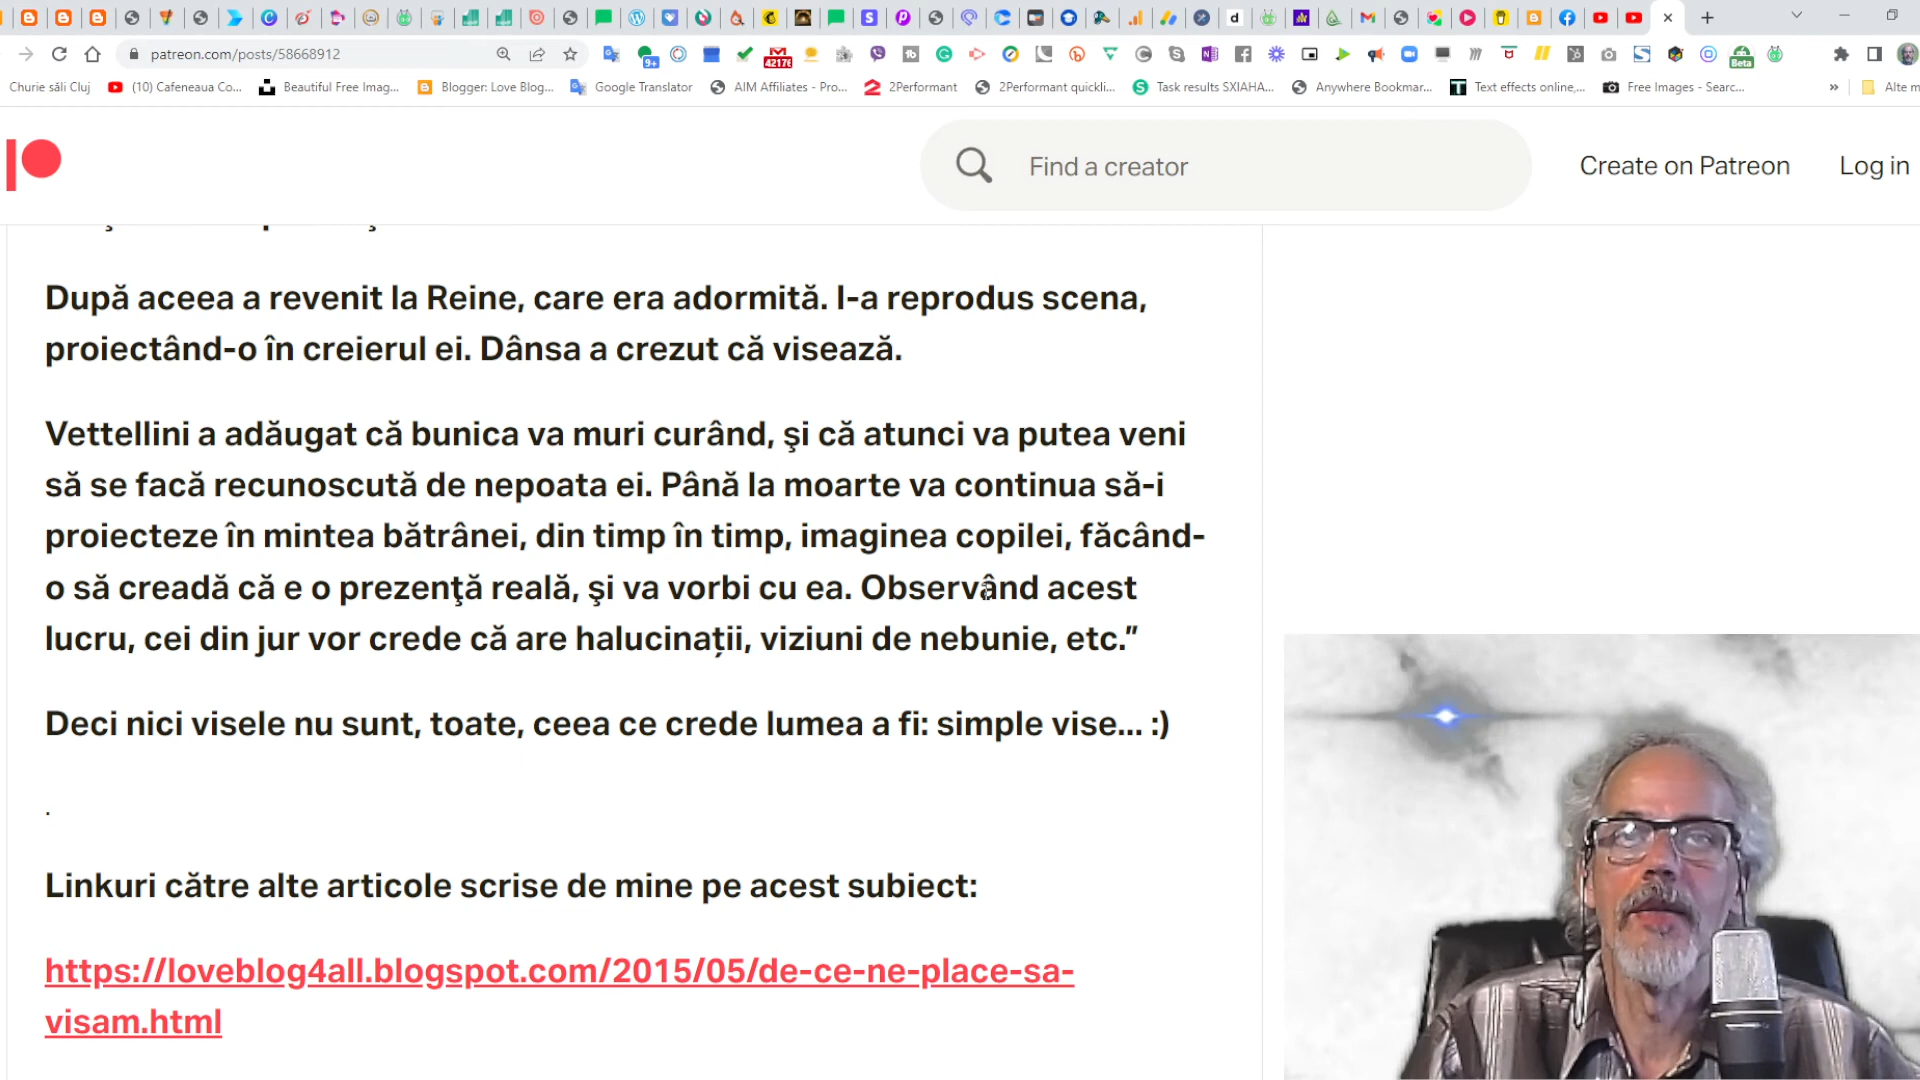 patreon.com/posts/58668912
9+
42176
Beta
Churie săli Cluj
(10) Cafeneaua Co...
Beautiful Free Imag...
Blogger: Love Blog...
Google Translator
AIM Affiliates - Pro...
2Performant
2Performant quickli...
Task results SXIAHA...
Anywhere Bookmar...
Text effects online,...
Free Images - Searc...
»
Alte m
Find a creator
Create on Patreon
Log in
După aceea a revenit la Reine, care era adormită. I-a reprodus scena,
proiectând-o în creierul ei. Dânsa a crezut că visează.
Vettellini a adăugat că bunica va muri curând, şi că atunci va putea veni
să se facă recunoscută de nepoata ei. Până la moarte va continua să-i
proiecteze în mintea bătrânei, din timp în timp, imaginea copilei, făcând-
o să creadă că e o prezenţă reală, şi va vorbi cu ea. Observând acest
lucru, cei din jur vor crede că are halucinații, viziuni de nebunie, etc.”
Deci nici visele nu sunt, toate, ceea ce crede lumea a fi: simple vise... :)
.
Linkuri către alte articole scrise de mine pe acest subiect:
https://loveblog4all.blogspot.com/2015/05/de-ce-ne-place-sa-
visam.html